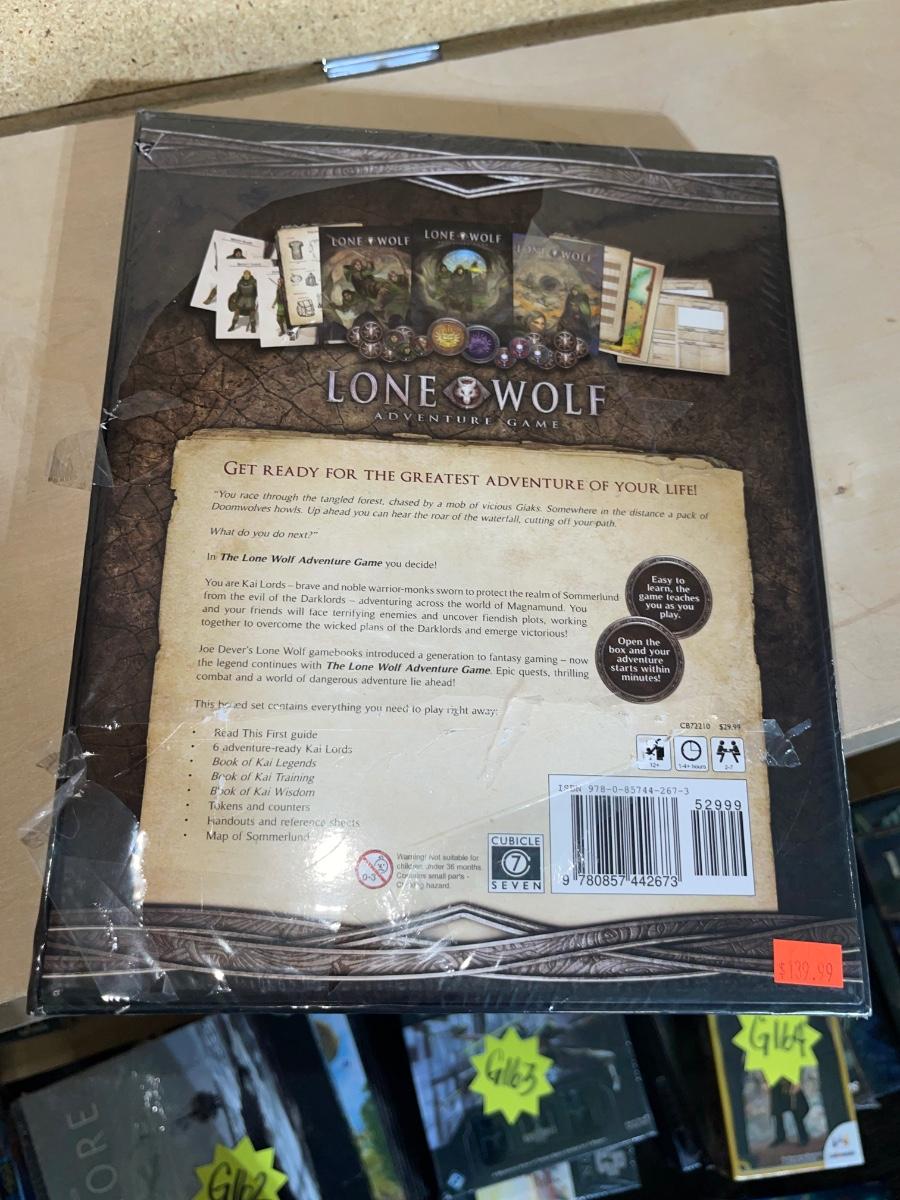 LONE WOLF
LONE WOLF
LONE WOLF
LONE WOLF
ADVENTURE GAME
GET READY FOR THE GREATEST ADVENTURE OF YOUR LIFE!
"You race through the tangled forest, chased by a mob of vicious Giaks. Somewhere in the distance a pack of
Doomwolves howls. Up ahead you can hear the roar of the waterfall, cutting off your path.
What do you do next?"
In The Lone Wolf Adventure Game you decide!
You are Kai Lords – brave and noble warrior-monks sworn to protect the realm of Sommerlund
from the evil of the Darklords – adventuring across the world of Magnamund. You
and your friends will face terrifying enemies and uncover fiendish plots, working
together to overcome the wicked plans of the Darklords and emerge victorious!
Joe Dever's Lone Wolf gamebooks introduced a generation to fantasy gaming – now
the legend continues with The Lone Wolf Adventure Game. Epic quests, thrilling
combat and a world of dangerous adventure lie ahead!
Easy to
learn, the
game teaches
you as you
play.
Open the
box and your
adventure
starts within
minutes!
This boxed set contains everything you need to play right away:
• Read This First guide
• 6 adventure-ready Kai Lords
• Book of Kai Legends
• Book of Kai Training
• Book of Kai Wisdom
• Tokens and counters
• Handouts and reference sheets
• Map of Sommerlund
CB72210 $29.99
12+
1-4+ hours
2-7
ISBN 978-0-85744-267-3
52999
9 780857 442673
0-3
Warning! Not suitable for
children under 36 months.
Contains small parts -
Choking hazard.
CUBICLE
7
SEVEN
$139.99
G162
G163
G164
ORE